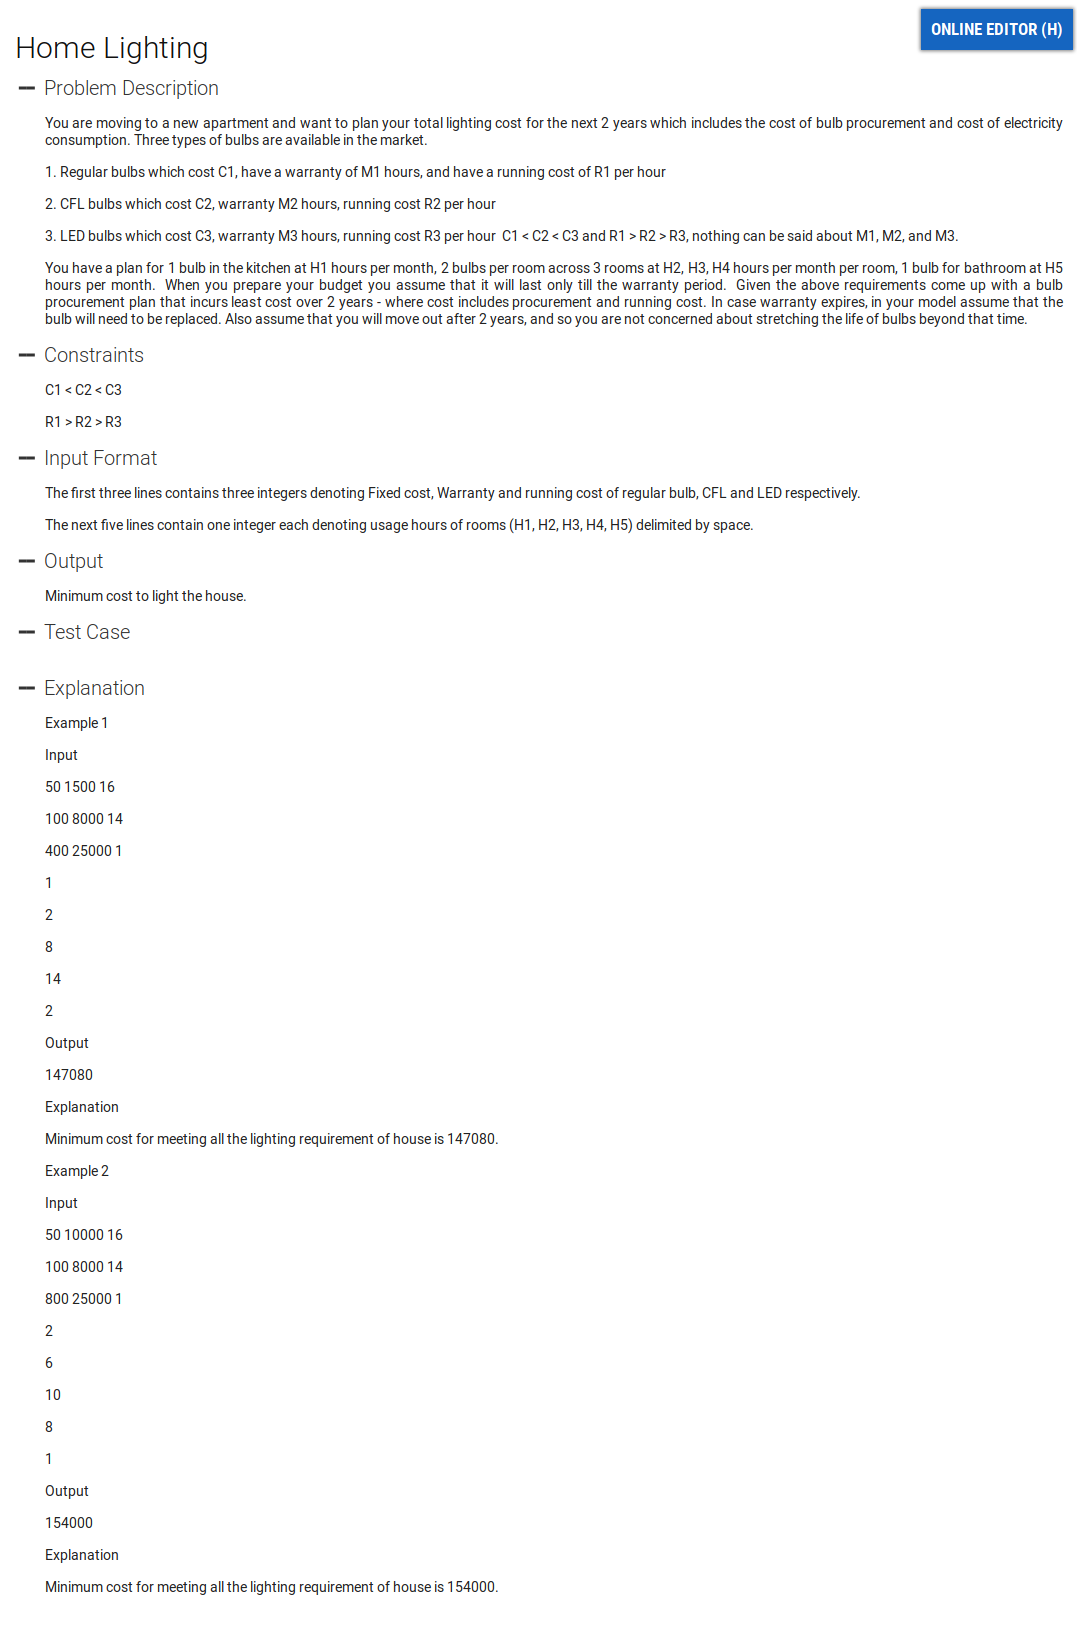 ONLINE EDITOR (H)
Home Lighting
Problem Description
You are moving to a new apartment and want to plan your total lighting cost for the next 2 years which includes the cost of bulb procurement and cost of electricity
consumption. Three types of bulbs are available in the market.
1. Regular bulbs which cost C1, have a warranty of M1 hours, and have a running cost of R1 per hour
2. CFL bulbs which cost C2, warranty M2 hours, running cost R2 per hour
3. LED bulbs which cost C3, warranty M3 hours, running cost R3 per hour  C1 < C2 < C3 and R1 > R2 > R3, nothing can be said about M1, M2, and M3.
You have a plan for 1 bulb in the kitchen at H1 hours per month, 2 bulbs per room across 3 rooms at H2, H3, H4 hours per month per room, 1 bulb for bathroom at H5
hours per month.  When you prepare your budget you assume that it will last only till the warranty period.  Given the above requirements come up with a bulb
procurement plan that incurs least cost over 2 years - where cost includes procurement and running cost. In case warranty expires, in your model assume that the
bulb will need to be replaced. Also assume that you will move out after 2 years, and so you are not concerned about stretching the life of bulbs beyond that time.
Constraints
C1 < C2 < C3
R1 > R2 > R3
Input Format
The first three lines contains three integers denoting Fixed cost, Warranty and running cost of regular bulb, CFL and LED respectively.
The next five lines contain one integer each denoting usage hours of rooms (H1, H2, H3, H4, H5) delimited by space.
Output
Minimum cost to light the house.
Test Case
Explanation
Example 1
Input
50 1500 16
100 8000 14
400 25000 1
1
2
8
14
2
Output
147080
Explanation
Minimum cost for meeting all the lighting requirement of house is 147080.
Example 2
Input
50 10000 16
100 8000 14
800 25000 1
2
6
10
8
1
Output
154000
Explanation
Minimum cost for meeting all the lighting requirement of house is 154000.